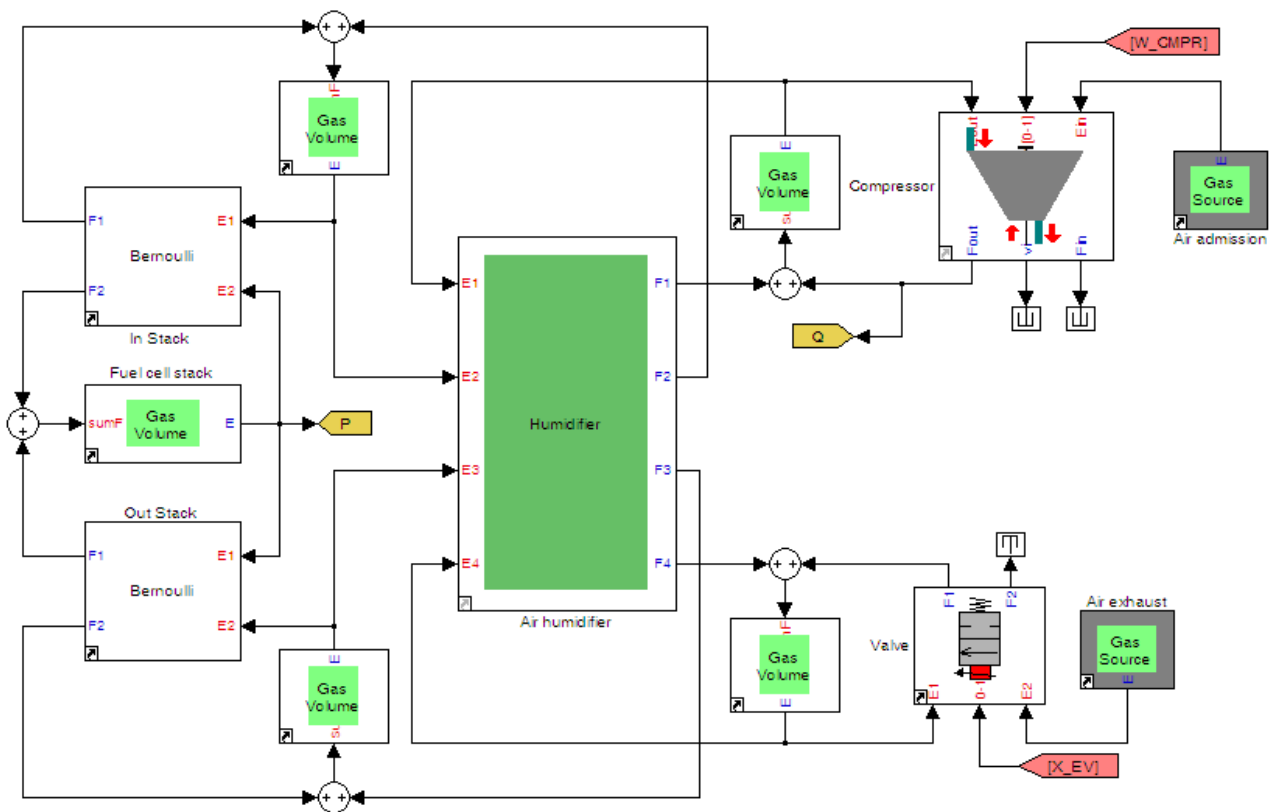 + +
[W_CMPR]
Gas
Volume
E
Gas
Volume
E
Compressor
[0-1]
Ein
Fout
Fin
E
Gas
Source
Air admission
F1
E1
Bernoulli
F2
E2
In Stack
E1
F1
+ +
Q
Humidifier
E2
F2
E3
F3
E4
F4
Air humidifier
Fuel cell stack
+
+
sumF
Gas
Volume
E
P
Out Stack
F1
E1
Bernoulli
F2
E2
E
Gas
Volume
+ +
+ +
Gas
Volume
E
F1
F2
Valve
E1
0-1
E2
Air exhaust
Gas
Source
E
[X_EV]